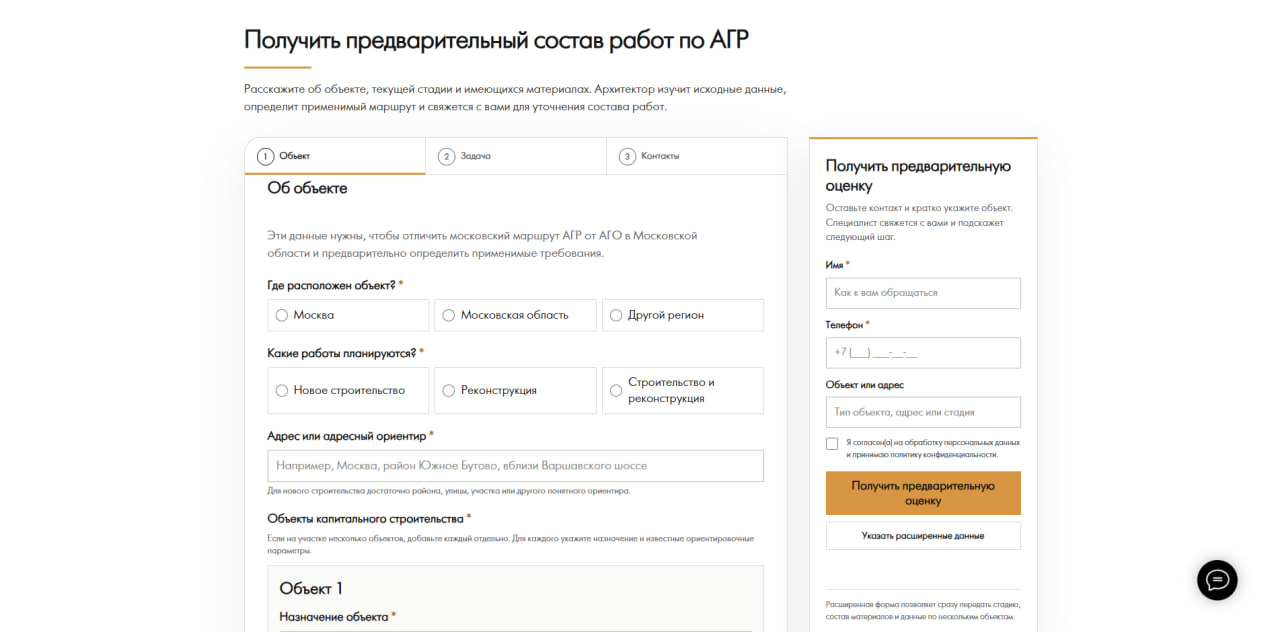 Получить предварительный состав работ по АГР
Расскажите об объекте, текущей стадии и имеющихся материалах. Архитектор изучит исходные данные,
определит применимый маршрут и свяжется с вами для уточнения состава работ.
1 Объект
2 Задача
3 Контакты
Об объекте
Эти данные нужны, чтобы отличить московский маршрут АГР от АГО в Московской
области и предварительно определить применимые требования.
Где расположен объект? *
Москва
Московская область
Другой регион
Какие работы планируются? *
Новое строительство
Реконструкция
Строительство и
реконструкция
Адрес или адресный ориентир *
Например, Москва, район Южное Бутово, вблизи Варшавского шоссе
Для нового строительства достаточно района, улицы, участка или другого понятного ориентира.
Объекты капитального строительства *
Если на участке несколько объектов, добавьте каждый отдельно. Для каждого укажите назначение и известные ориентировочные
параметры.
Объект 1
Назначение объекта *
Получить предварительную
оценку
Оставьте контакт и кратко укажите объект.
Специалист свяжется с вами и подскажет
следующий шаг.
Имя *
Как к вам обращаться
Телефон *
+7 (___) ___-__-__
Объект или адрес
Тип объекта, адрес или стадия
Я согласен(а) на обработку персональных данных
и принимаю политику конфиденциальности.
Получить предварительную
оценку
Указать расширенные данные
Расширенная форма позволяет сразу передать стадию,
состав материалов и данные по нескольким объектам.